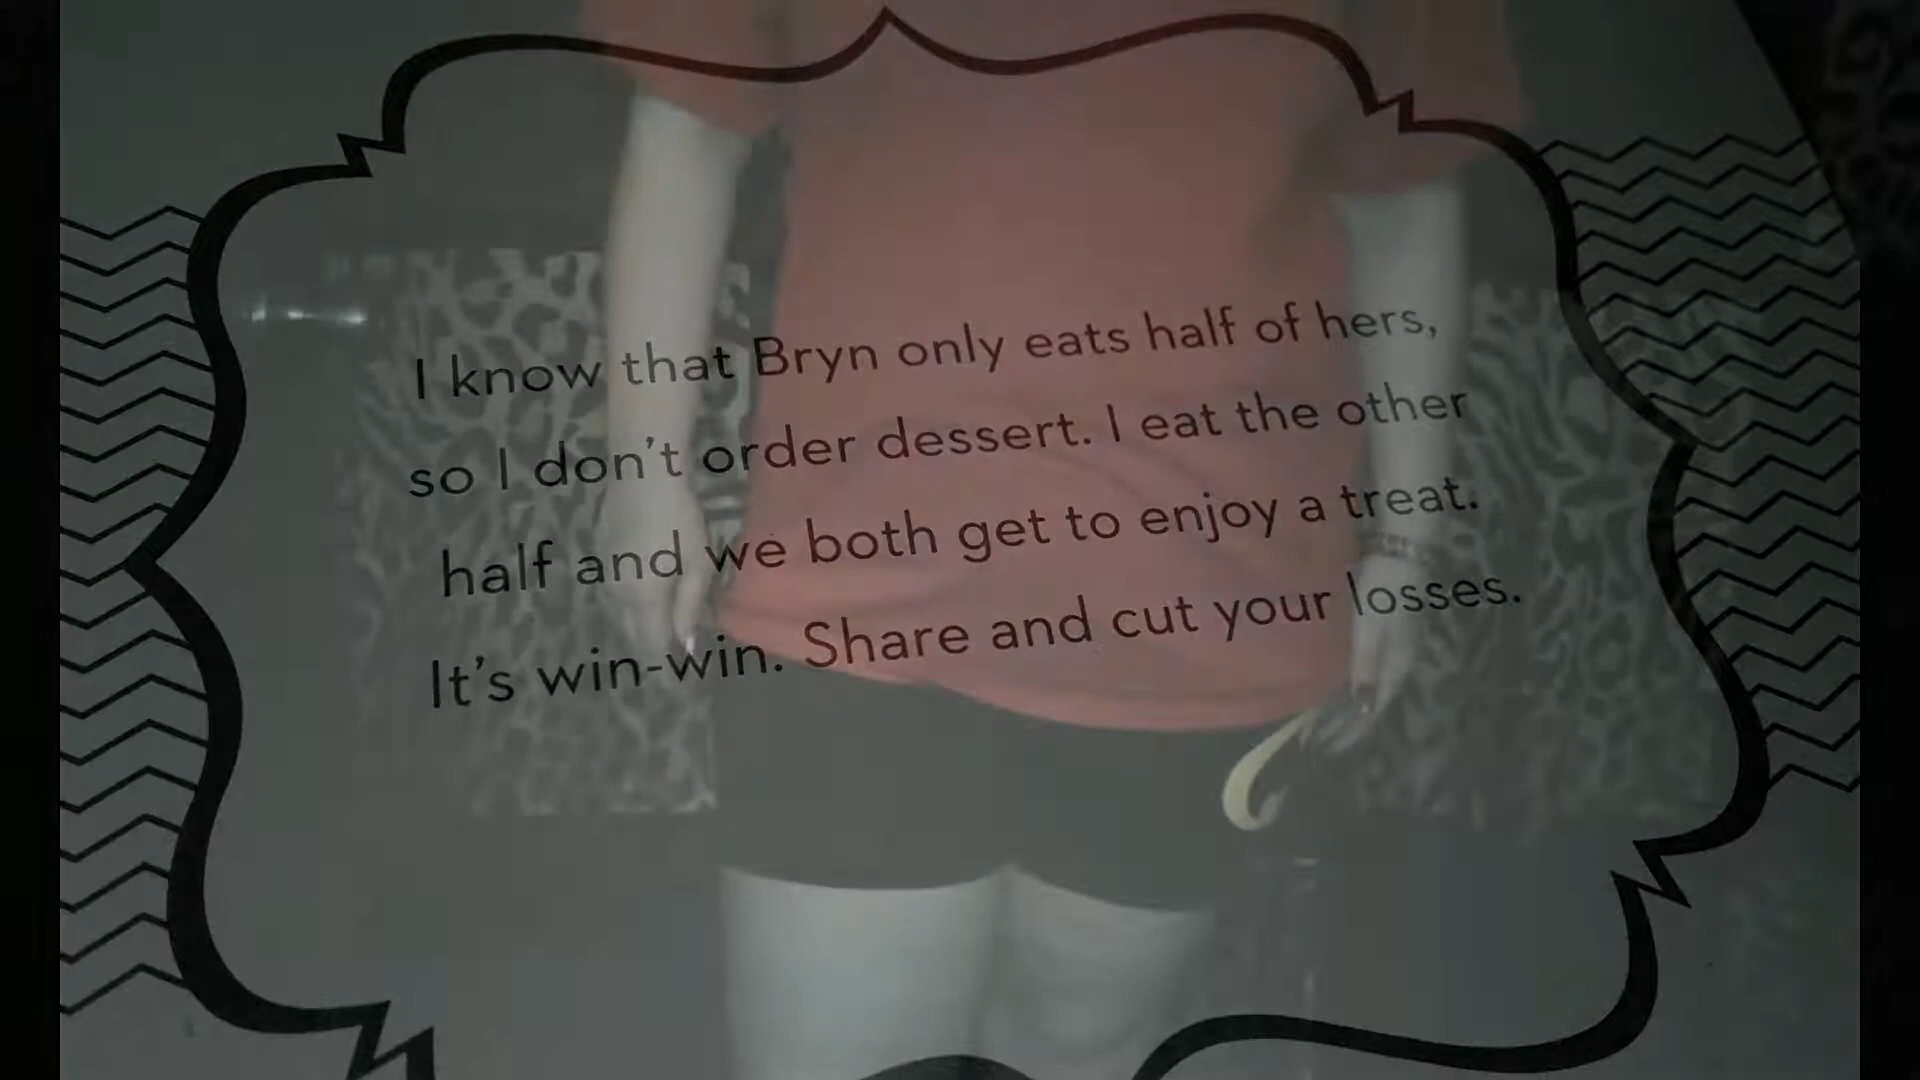 I know that Bryn only eats half of hers,
so I don't order dessert. I eat the other
half and we both get to enjoy a treat.
It's win-win. Share and cut your losses.